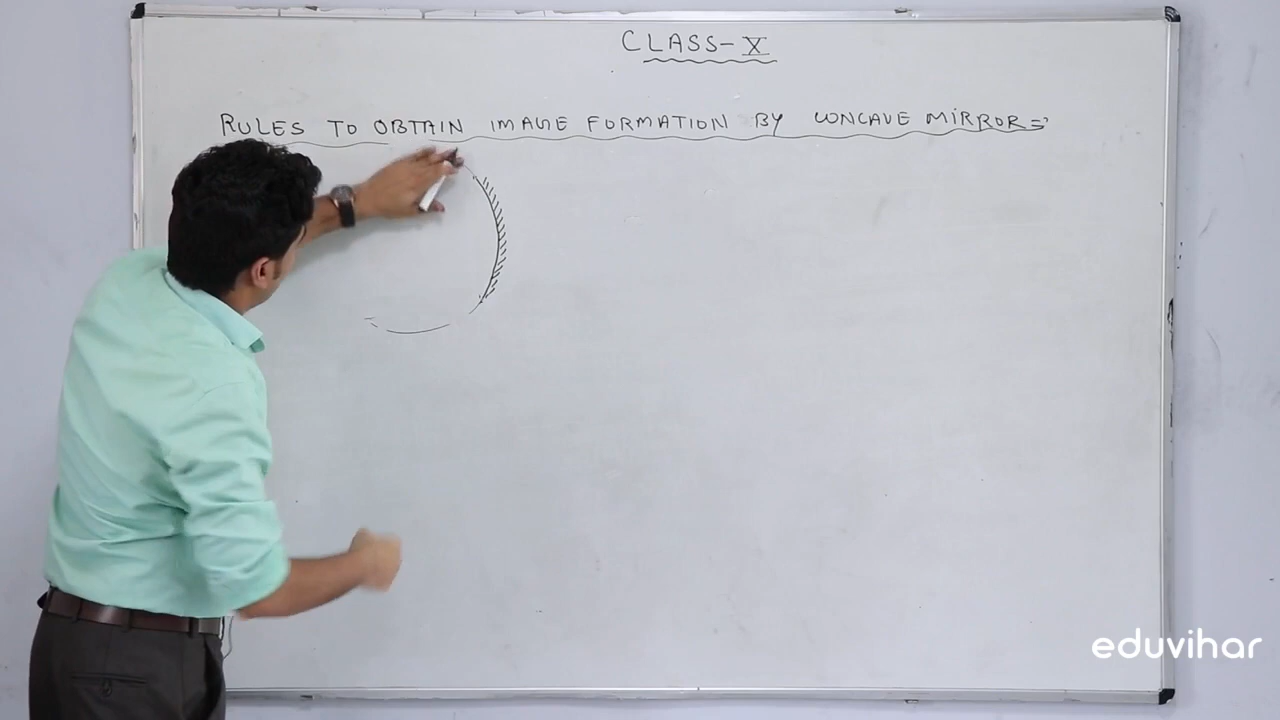 CLASS-X
RULES TO OBTAIN IMAGE FORMATION BY CONCAVE MIRROR=>
eduvihar